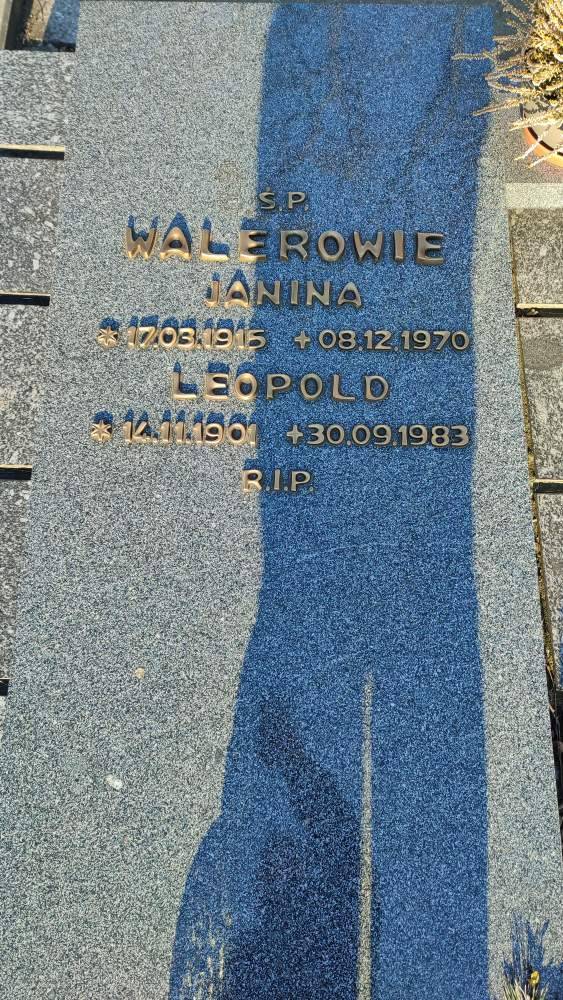 Ś.P.
WALEROWIE
JANINA
* 17.03.1915 + 08.12.1970
LEOPOLD
* 14.11.1901 + 30.09.1983
R.I.P.